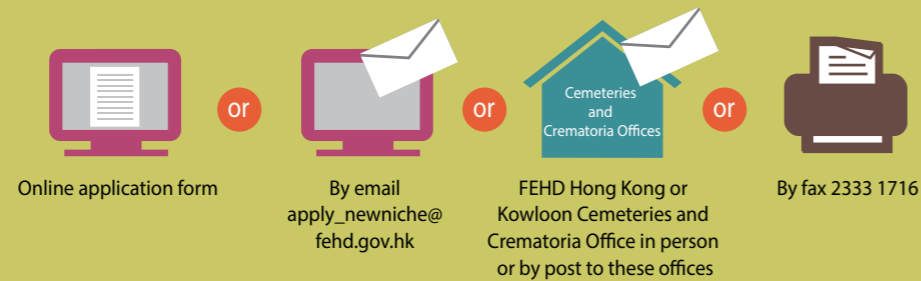 or
or
or
Cemeteries
and
Crematoria Offices
Online application form
By email
apply_newniche@
fehd.gov.hk
FEHD Hong Kong or
Kowloon Cemeteries and
Crematoria Office in person
or by post to these offices
By fax 2333 1716